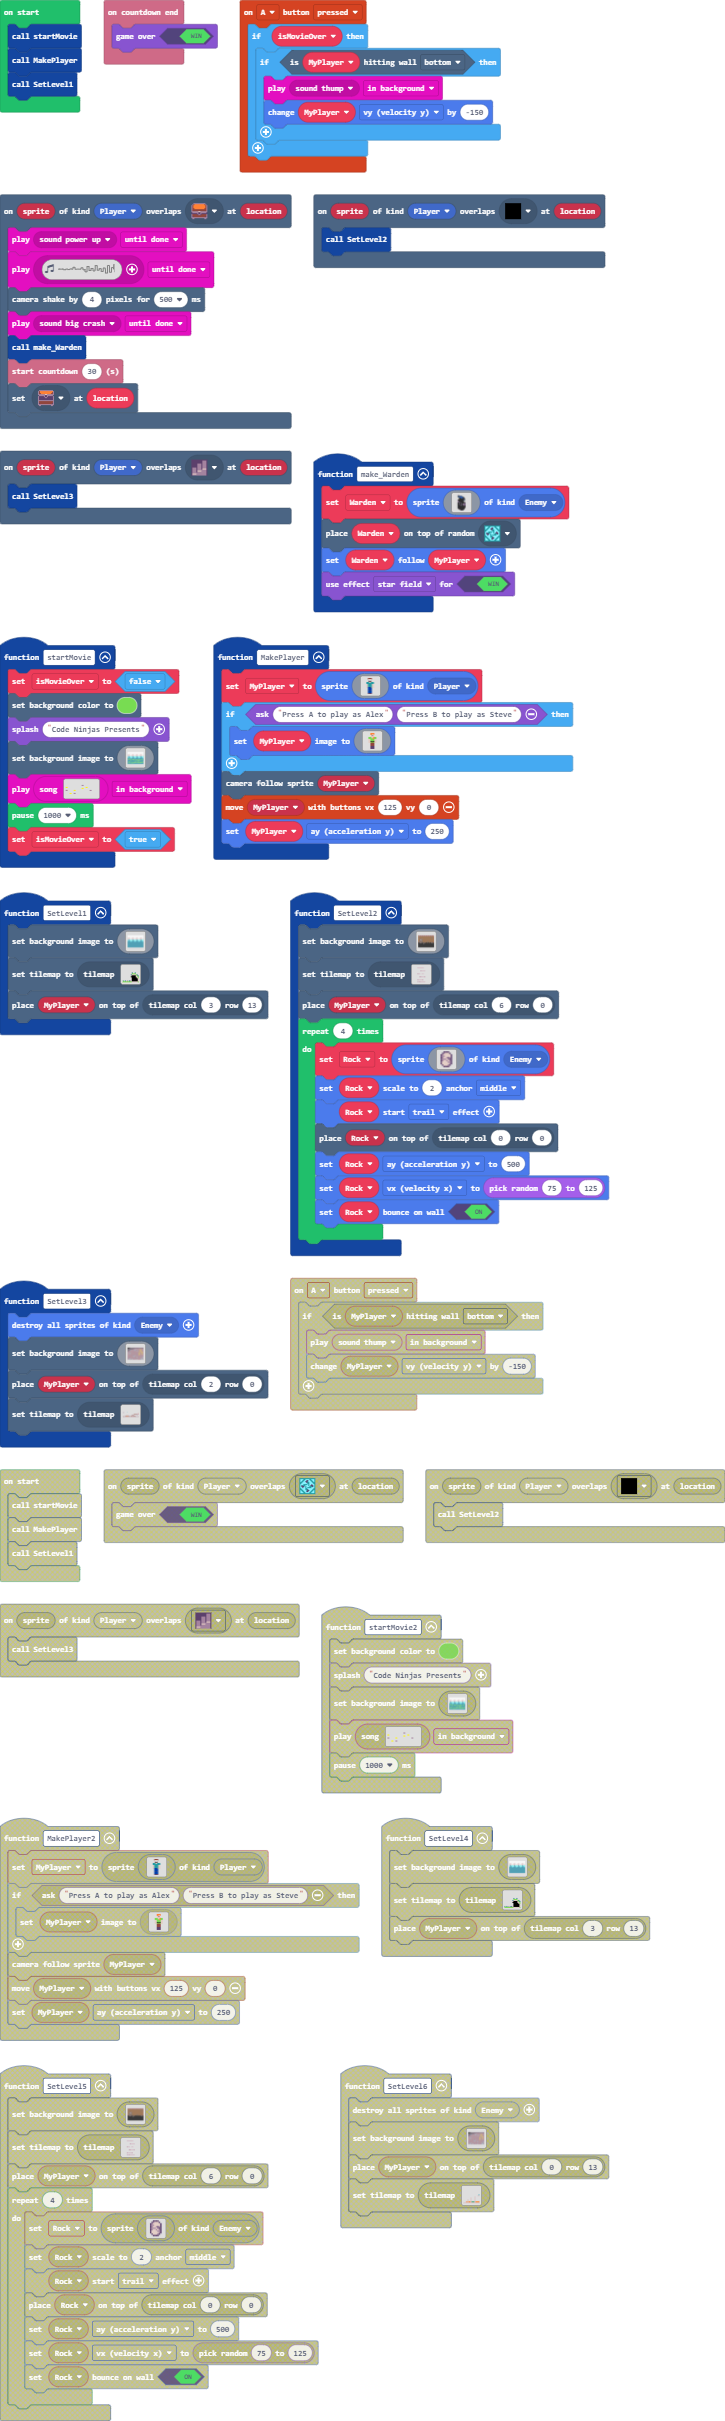 on start
call startMovie
call MakePlayer
call SetLevel1
on countdown end
game over WIN
on A button pressed
if isMovieOver then
if is MyPlayer hitting wall bottom then
play sound thump in background
change MyPlayer vy (velocity y) by -150
on sprite of kind Player overlaps at location
play sound power up until done
play until done
camera shake by 4 pixels for 500 ms
play sound big crash until done
call make_Warden
start countdown 30 (s)
set at location
on sprite of kind Player overlaps at location
call SetLevel2
on sprite of kind Player overlaps at location
call SetLevel3
function make_Warden
set Warden to sprite of kind Enemy
place Warden on top of random
set Warden follow MyPlayer
use effect star field for WIN
function startMovie
set isMovieOver to false
set background color to
splash "Code Ninjas Presents"
set background image to
play song in background
pause 1000 ms
set isMovieOver to true
function MakePlayer
set MyPlayer to sprite of kind Player
if ask "Press A to play as Alex" "Press B to play as Steve" then
set MyPlayer image to
camera follow sprite MyPlayer
move MyPlayer with buttons vx 125 vy 0
set MyPlayer ay (acceleration y) to 250
function SetLevel1
set background image to
set tilemap to tilemap
place MyPlayer on top of tilemap col 3 row 13
function SetLevel2
set background image to
set tilemap to tilemap
place MyPlayer on top of tilemap col 6 row 0
repeat 4 times
do
set Rock to sprite of kind Enemy
set Rock scale to 2 anchor middle
Rock start trail effect
place Rock on top of tilemap col 0 row 0
set Rock ay (acceleration y) to 500
set Rock vx (velocity x) to pick random 75 to 125
set Rock bounce on wall ON
function SetLevel3
destroy all sprites of kind Enemy
set background image to
place MyPlayer on top of tilemap col 2 row 0
set tilemap to tilemap
on A button pressed
if is MyPlayer hitting wall bottom then
play sound thump in background
change MyPlayer vy (velocity y) by -150
on start
call startMovie
call MakePlayer
call SetLevel1
on sprite of kind Player overlaps at location
game over WIN
on sprite of kind Player overlaps at location
call SetLevel2
on sprite of kind Player overlaps at location
call SetLevel3
function startMovie2
set background color to
splash "Code Ninjas Presents"
set background image to
play song in background
pause 1000 ms
function MakePlayer2
set MyPlayer to sprite of kind Player
if ask "Press A to play as Alex" "Press B to play as Steve" then
set MyPlayer image to
camera follow sprite MyPlayer
move MyPlayer with buttons vx 125 vy 0
set MyPlayer ay (acceleration y) to 250
function SetLevel4
set background image to
set tilemap to tilemap
place MyPlayer on top of tilemap col 3 row 13
function SetLevel5
set background image to
set tilemap to tilemap
place MyPlayer on top of tilemap col 6 row 0
repeat 4 times
do
set Rock to sprite of kind Enemy
set Rock scale to 2 anchor middle
Rock start trail effect
place Rock on top of tilemap col 0 row 0
set Rock ay (acceleration y) to 500
set Rock vx (velocity x) to pick random 75 to 125
set Rock bounce on wall ON
function SetLevel6
destroy all sprites of kind Enemy
set background image to
place MyPlayer on top of tilemap col 0 row 13
set tilemap to tilemap